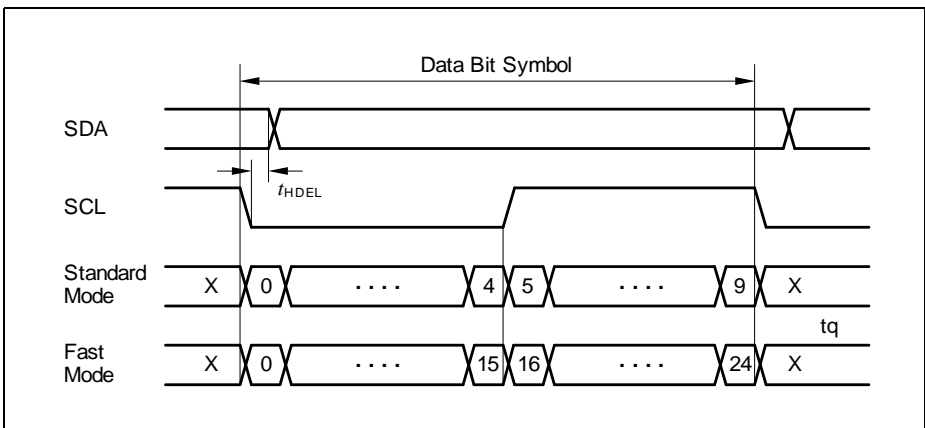 Data Bit Symbol
SDA
tHDEL
SCL
Standard
Mode
X 0 . . . . 4 5 . . . . 9 X
tq
Fast
Mode
X 0 . . . . 15 16 . . . . 24 X